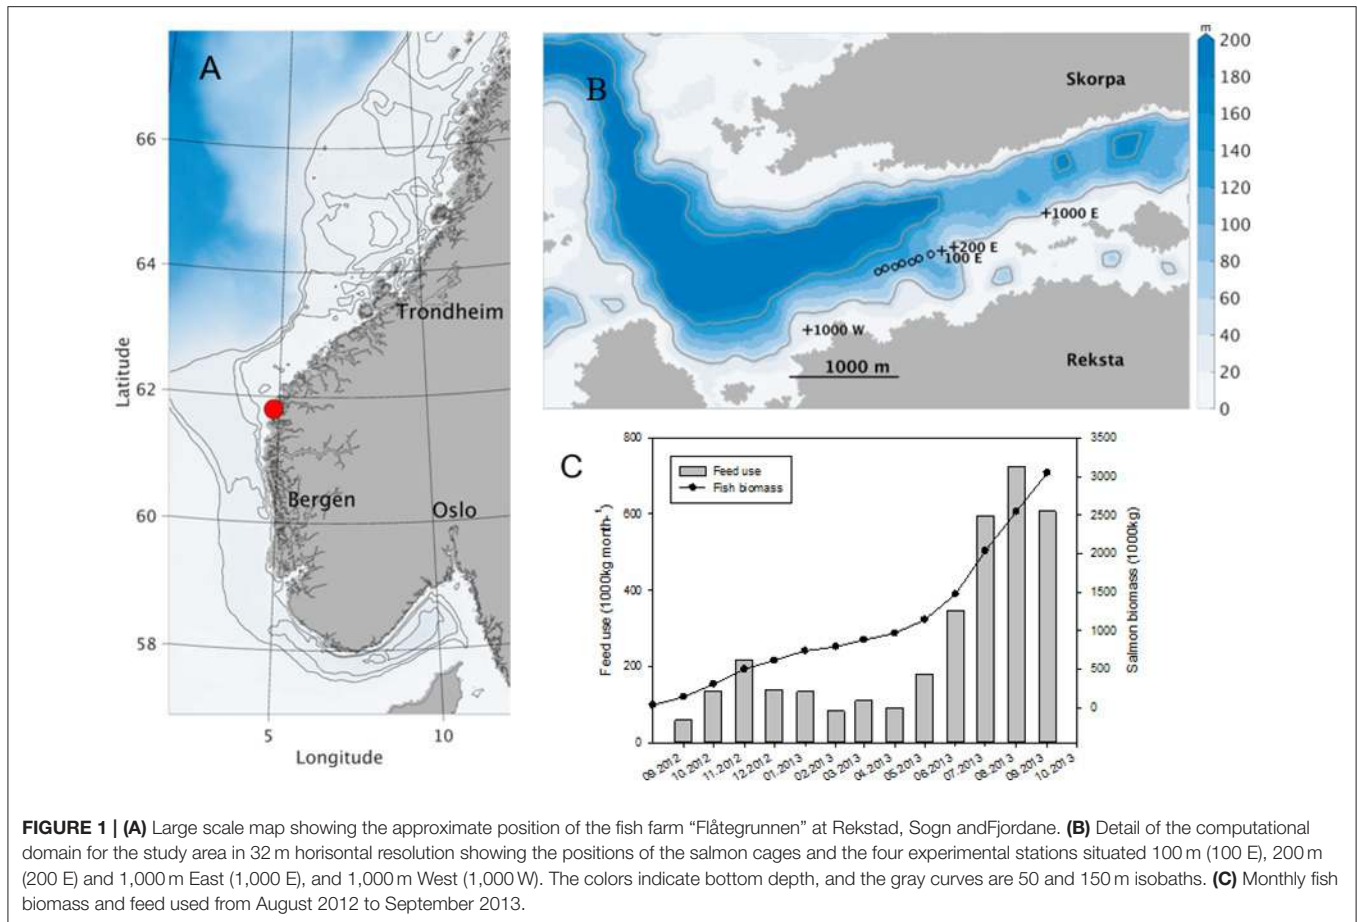 A
66
64
62
60
58
Latitude
Trondheim
Bergen
Oslo
5
10
Longitude
B
Skorpa
+1000 E
+200 E
100 E
+1000 W
1000 m
Reksta
m
200
180
160
140
120
100
80
60
40
20
0
C
Feed use
Fish biomass
800
600
400
200
0
Feed use (1000kg month-1)
3500
3000
2500
2000
1500
1000
500
0
Salmon biomass (1000kg)
09.2012
10.2012
11.2012
12.2012
01.2013
02.2013
03.2013
04.2013
05.2013
06.2013
07.2013
08.2013
09.2013
10.2013
FIGURE 1 | (A) Large scale map showing the approximate position of the fish farm “Flåtegrunnen” at Rekstad, Sogn andFjordane. (B) Detail of the computational
domain for the study area in 32 m horisontal resolution showing the positions of the salmon cages and the four experimental stations situated 100 m (100 E), 200 m
(200 E) and 1,000 m East (1,000 E), and 1,000 m West (1,000 W). The colors indicate bottom depth, and the gray curves are 50 and 150 m isobaths. (C) Monthly fish
biomass and feed used from August 2012 to September 2013.